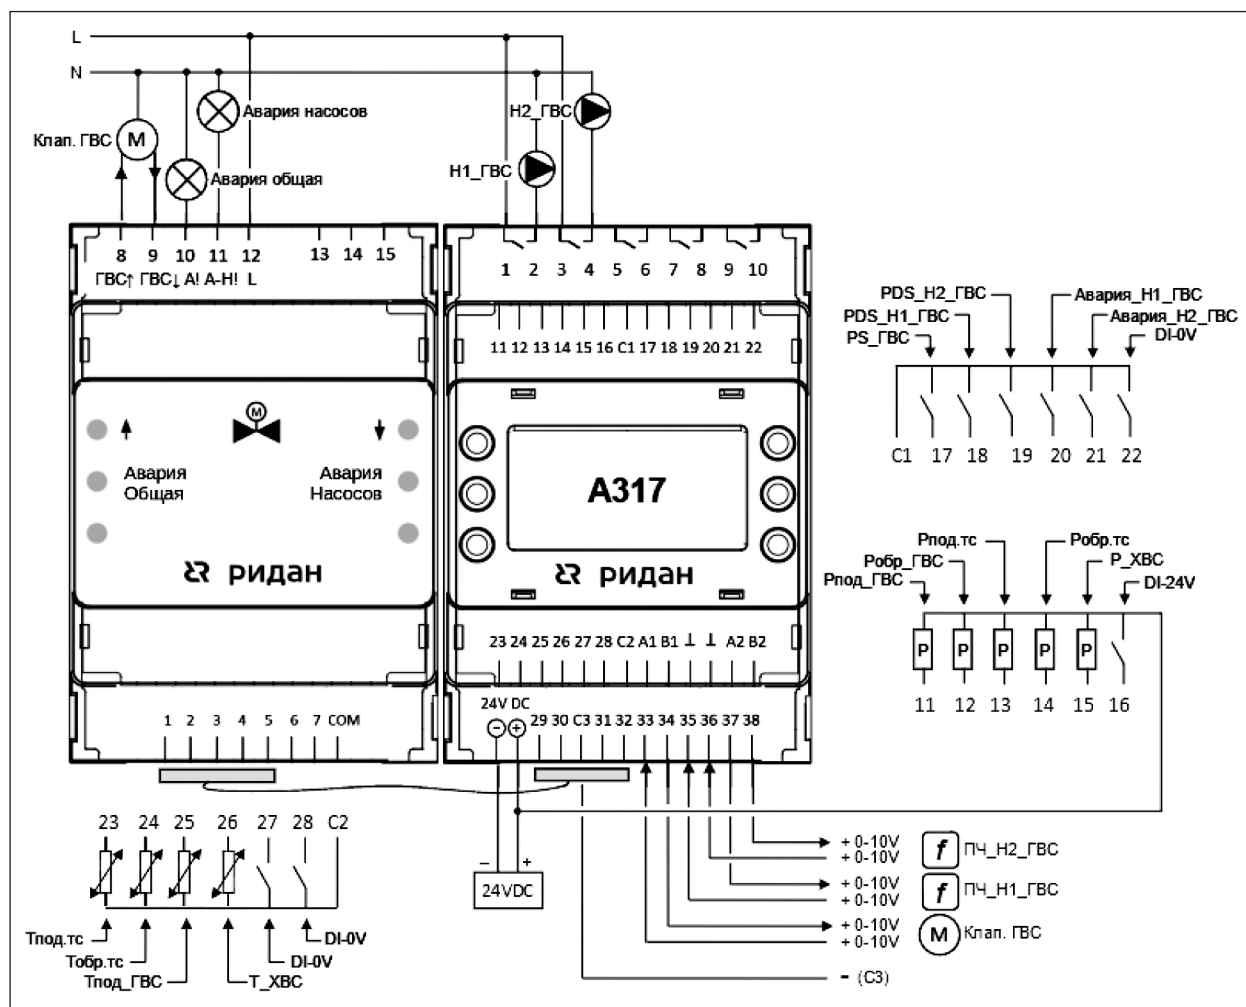 L
N
Авария насосов
Клап. ГВС
M
Авария общая
Н2_ГВС
Н1_ГВС
8 9 10 11 12 13 14 15
ГВС↑ ГВС↓ А! А-Н! L
1 2 3 4 5 6 7 8 9 10
11 12 13 14 15 16 C1 17 18 19 20 21 22
M
Авария Общая
Авария Насосов
ридан
A317
ридан
PDS_Н2_ГВС
PDS_Н1_ГВС
PS_ГВС
Авария_Н1_ГВС
Авария_Н2_ГВС
DI-0V
C1 17 18 19 20 21 22
Рпод.тс
Робр_ГВС
Рпод_ГВС
Робр.тс
Р_ХВС
DI-24V
P P P P P
11 12 13 14 15 16
23 24 25 26 27 28 C2 A1 B1 ⊥ ⊥ A2 B2
24V DC
− +
29 30 C3 31 32 33 34 35 36 37 38
1 2 3 4 5 6 7 COM
23 24 25 26 27 28 C2
Тпод.тс
Тобр.тс
Тпод_ГВС
Т_ХВС
DI-0V
DI-0V
− +
24VDC
+ 0-10V
+ 0-10V
f ПЧ_Н2_ГВС
+ 0-10V
+ 0-10V
f ПЧ_Н1_ГВС
+ 0-10V
+ 0-10V
M Клап. ГВС
- (C3)